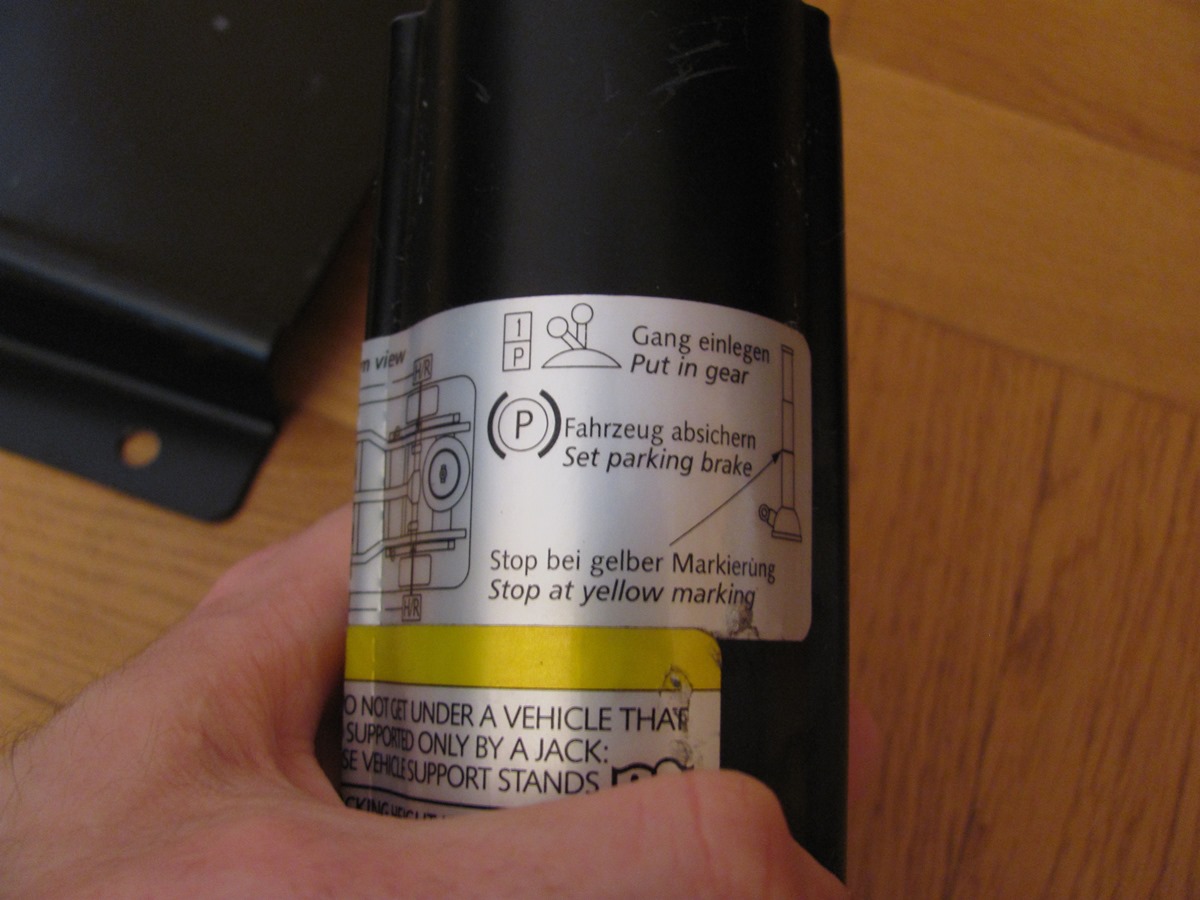 view
HR
1
P
Gang einlegen
Put in gear
P
Fahrzeug absichern
Set parking brake
HR
Stop bei gelber Markierung
Stop at yellow marking
O NOT GET UNDER A VEHICLE THAT
SUPPORTED ONLY BY A JACK:
SE VEHICLE SUPPORT STANDS